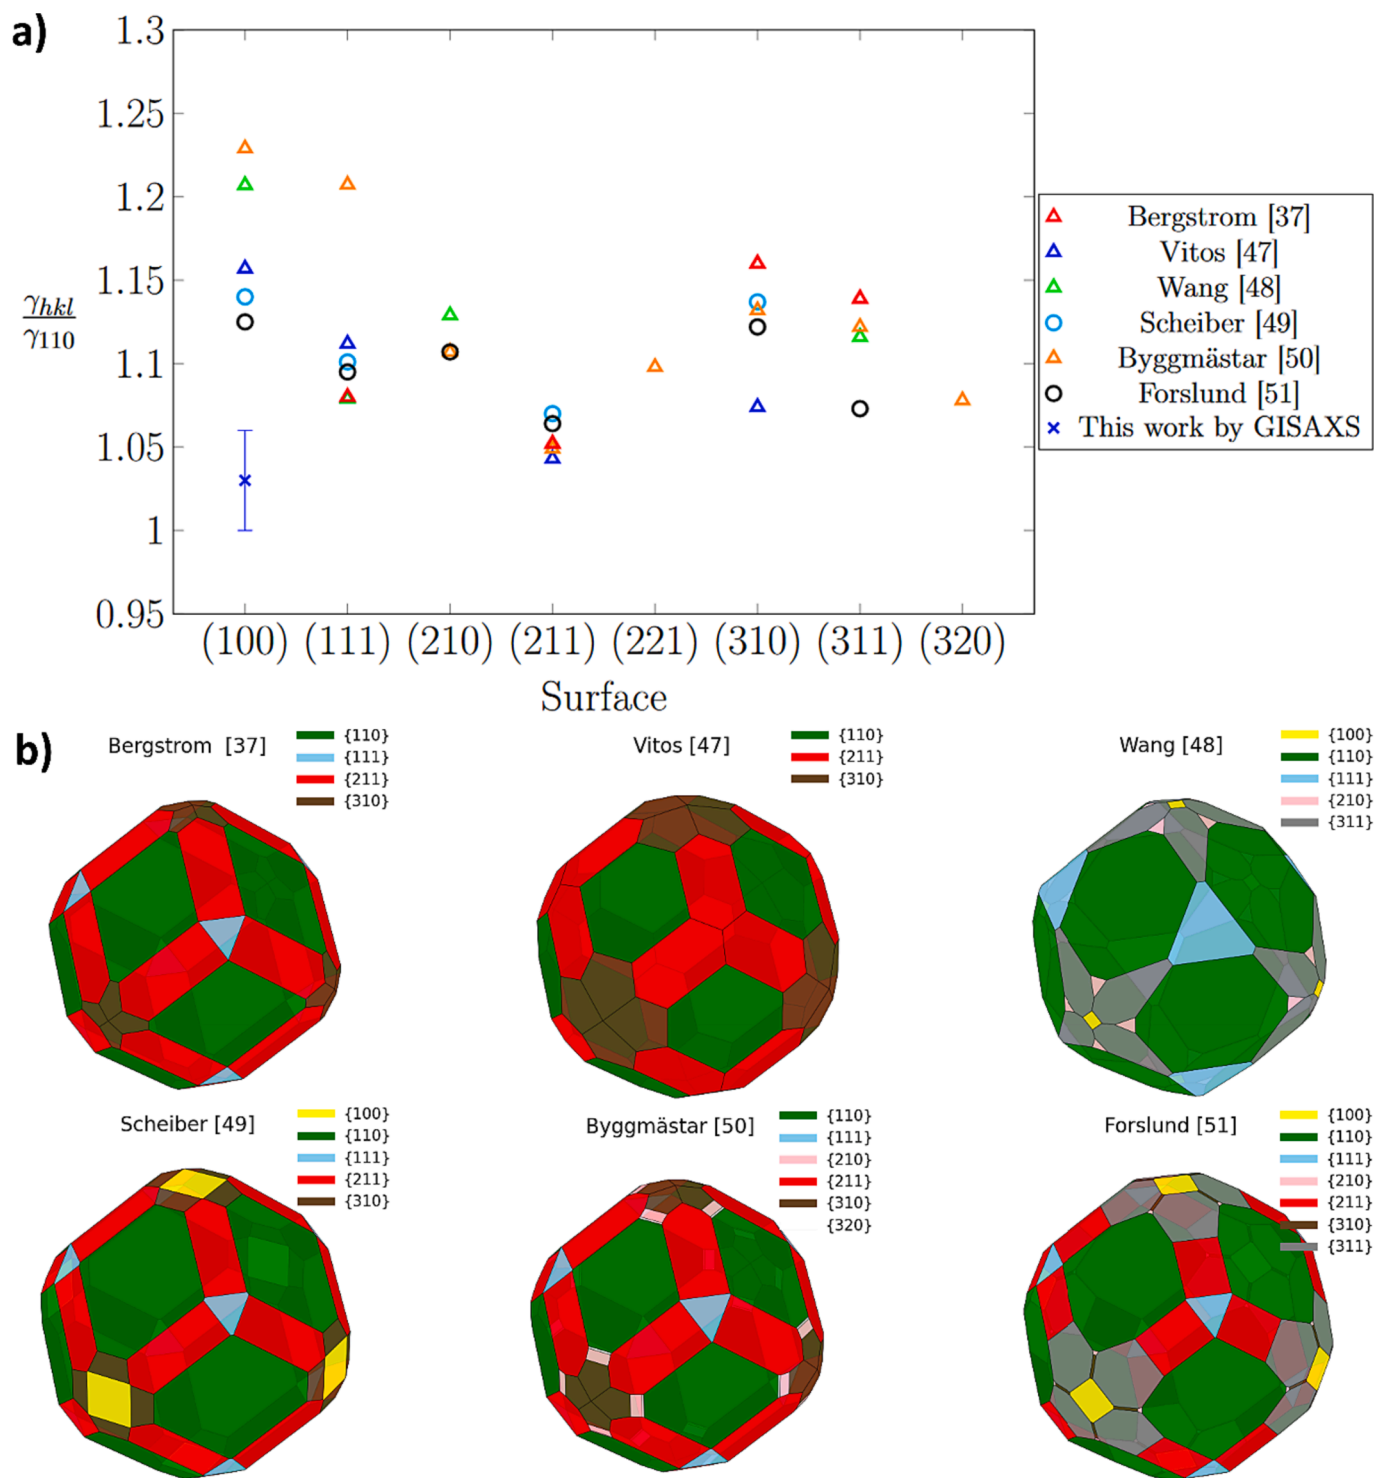 a)
1.3
1.25
1.2
1.15
1.1
1.05
1
0.95
γhkl
γ110
(100) (111) (210) (211) (221) (310) (311) (320)
Surface
Bergstrom [37]
Vitos [47]
Wang [48]
Scheiber [49]
Byggmästar [50]
Forslund [51]
This work by GISAXS
b)
Bergstrom [37]
{110}
{111}
{211}
{310}
Vitos [47]
{110}
{211}
{310}
Wang [48]
{100}
{110}
{111}
{210}
{311}
Scheiber [49]
{100}
{110}
{111}
{211}
{310}
Byggmästar [50]
{110}
{111}
{210}
{211}
{310}
{320}
Forslund [51]
{100}
{110}
{111}
{210}
{211}
{310}
{311}